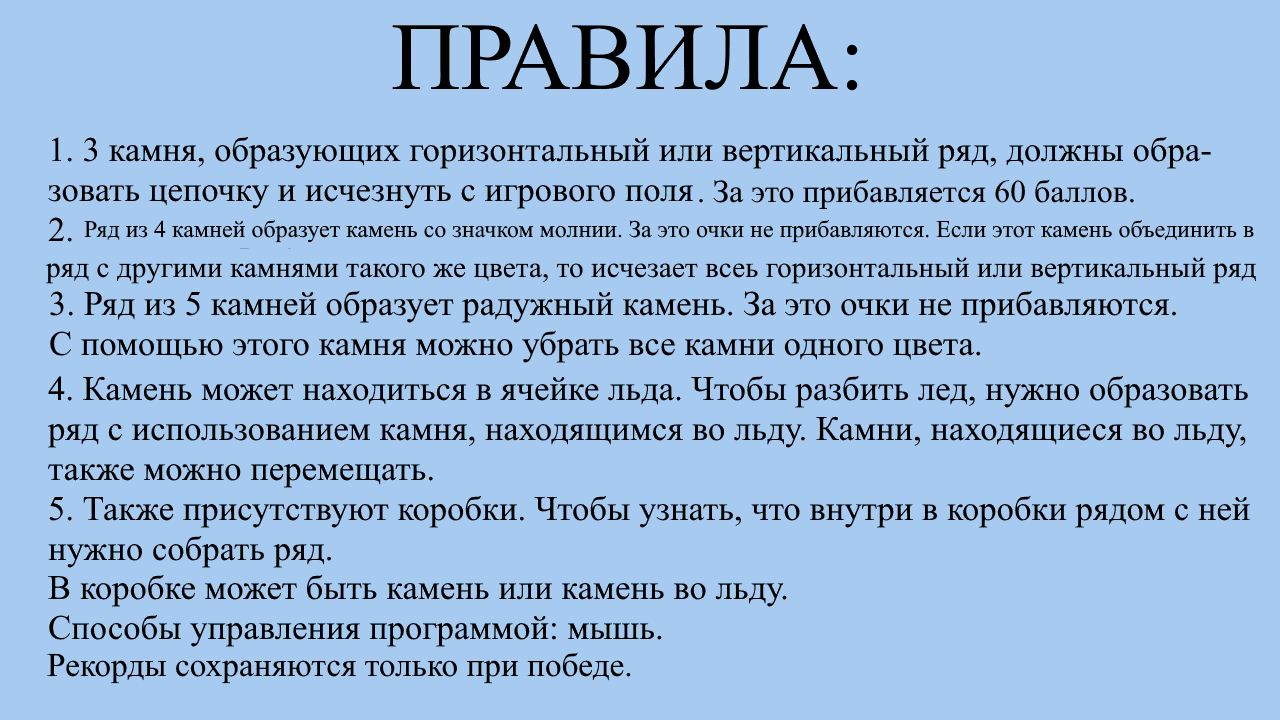 ПРАВИЛА:
1. 3 камня, образующих горизонтальный или вертикальный ряд, должны обра-
зовать цепочку и исчезнуть с игрового поля. За это прибавляется 60 баллов.
2. Ряд из 4 камней образует камень со значком молнии. За это очки не прибавляются. Если этот камень объединить в
ряд с другими камнями такого же цвета, то исчезает всеь горизонтальный или вертикальный ряд
3. Ряд из 5 камней образует радужный камень. За это очки не прибавляются.
С помощью этого камня можно убрать все камни одного цвета.
4. Камень может находиться в ячейке льда. Чтобы разбить лед, нужно образовать
ряд с использованием камня, находящимся во льду. Камни, находящиеся во льду,
также можно перемещать.
5. Также присутствуют коробки. Чтобы узнать, что внутри в коробки рядом с ней
нужно собрать ряд.
В коробке может быть камень или камень во льду.
Способы управления программой: мышь.
Рекорды сохраняются только при победе.